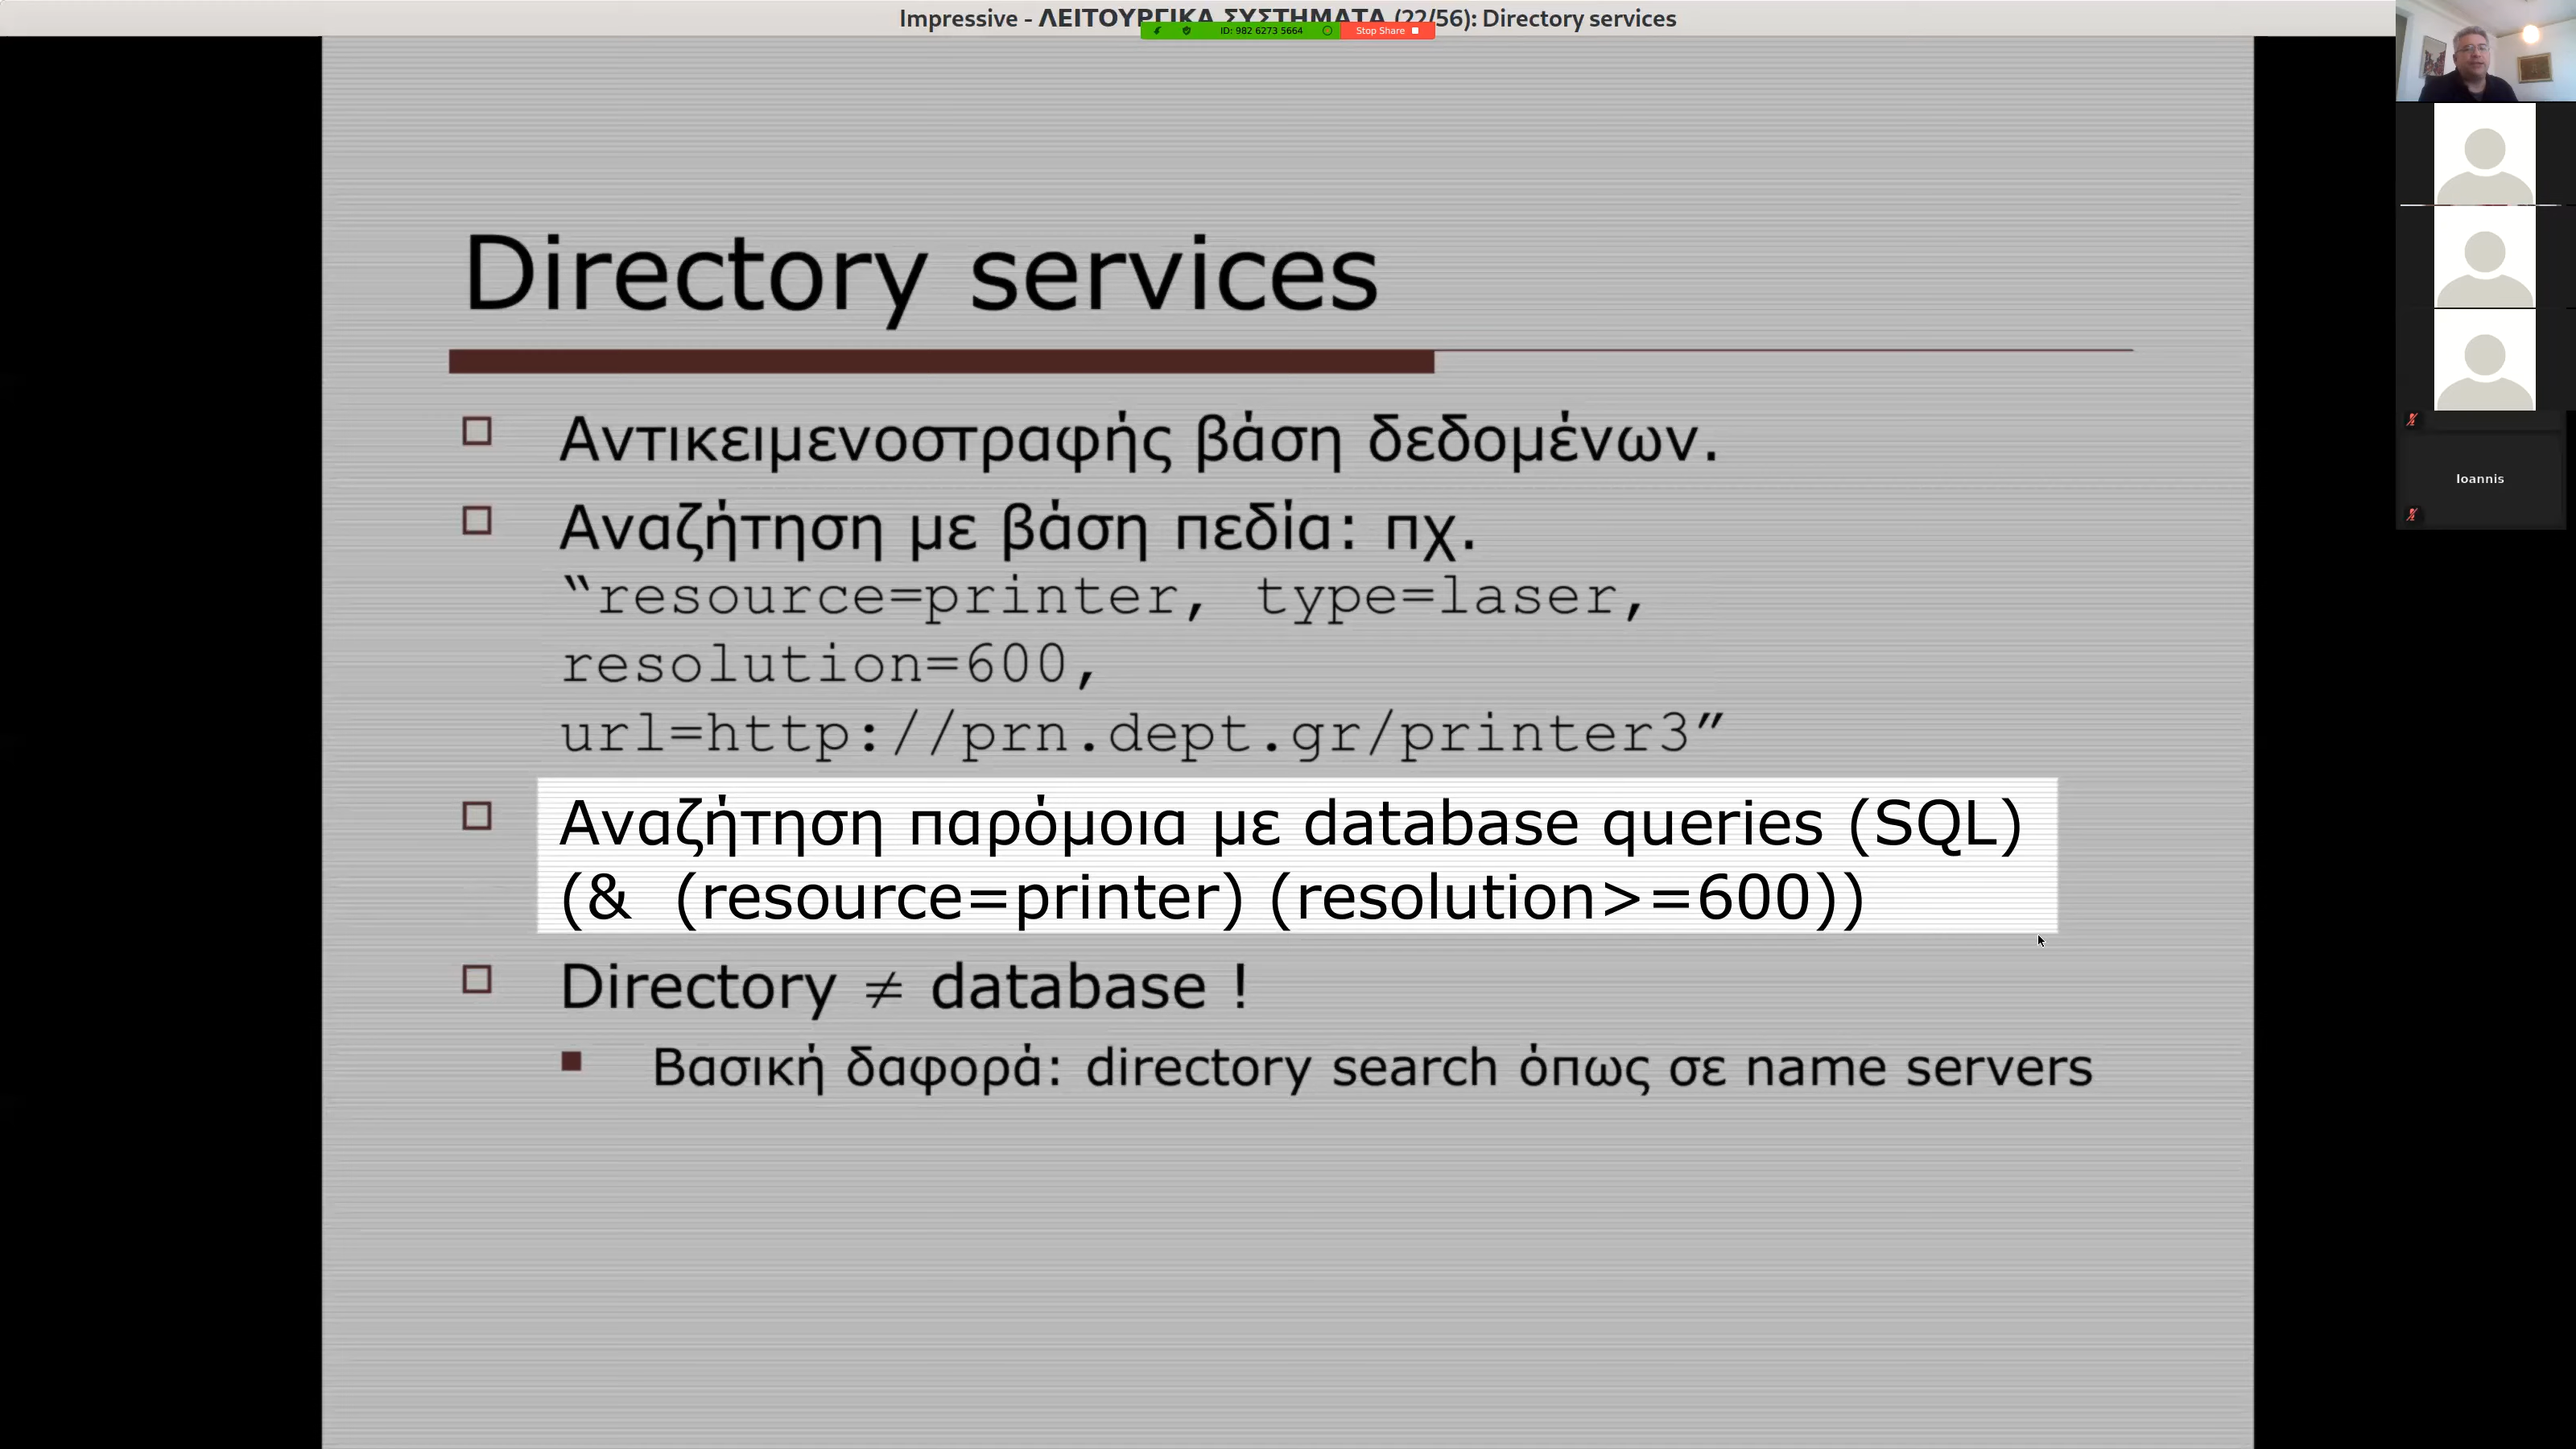 Impressive - ΛΕΙΤΟΥΡΓΙΚΑ ΣΥΣΤΗΜΑΤΑ (22/56): Directory services
ID: 982 6273 5664 Stop Share
Directory services
Αντικειμενοστραφής βάση δεδομένων.
Αναζήτηση με βάση πεδία: πχ.
“resource=printer, type=laser,
resolution=600,
url=http://prn.dept.gr/printer3”
Αναζήτηση παρόμοια με database queries (SQL)
(& (resource=printer) (resolution>=600))
Directory ≠ database !
Βασική δαφορά: directory search όπως σε name servers
Ioannis